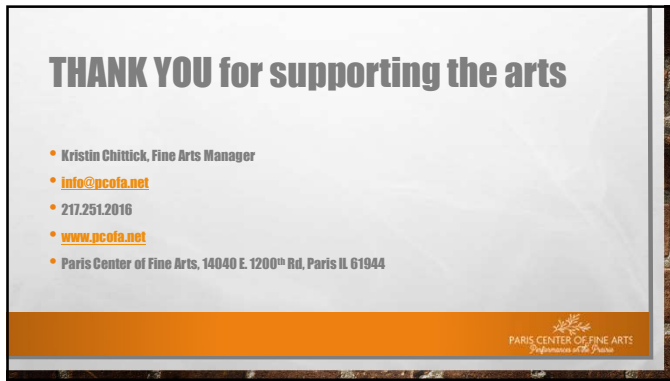 THANK YOU for supporting the arts
• Kristin Chittick, Fine Arts Manager
• info@pcofa.net
• 217.251.2016
• www.pcofa.net
• Paris Center of Fine Arts, 14040 E. 1200th Rd, Paris IL 61944
PARIS CENTER OF FINE ARTS
Performances on the Prairie